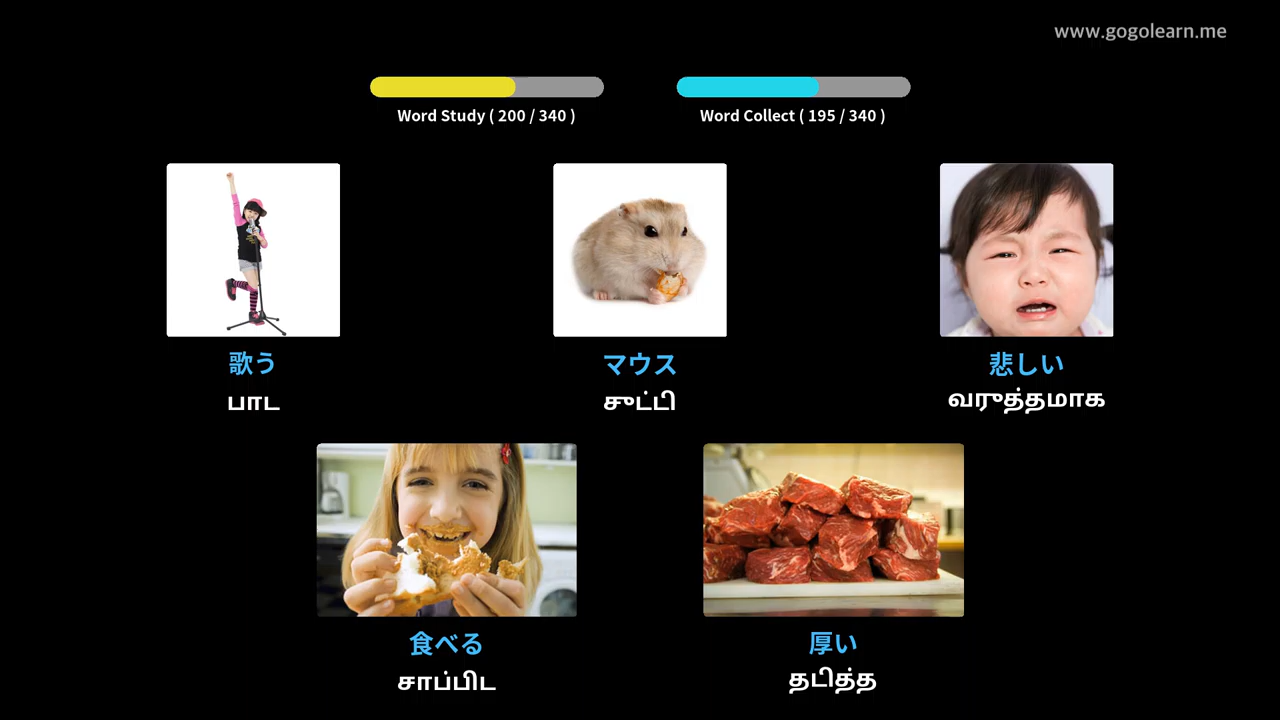 www.gogolearn.me
Word Study ( 200 / 340 )
Word Collect ( 195 / 340 )
歌う
பாட
マウス
சுட்டி
悲しい
வருத்தமாக
食べる
சாப்பிட
厚い
தபித்த